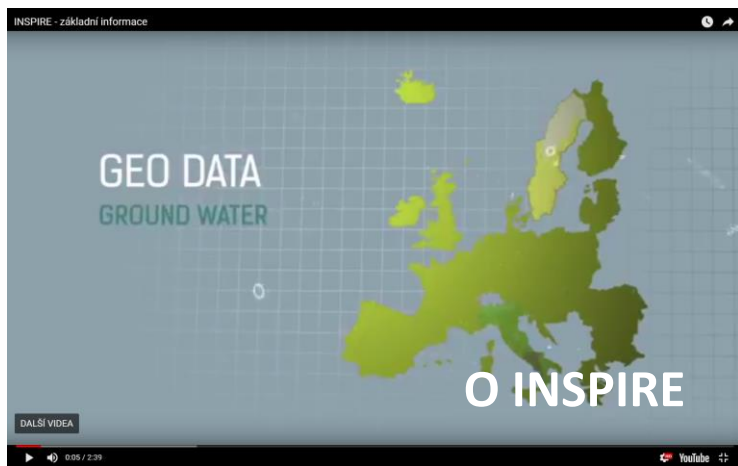 INSPIRE - základní informace
GEO DATA
GROUND WATER
O INSPIRE
DALŠÍ VIDEA
0:05 / 2:39
YouTube